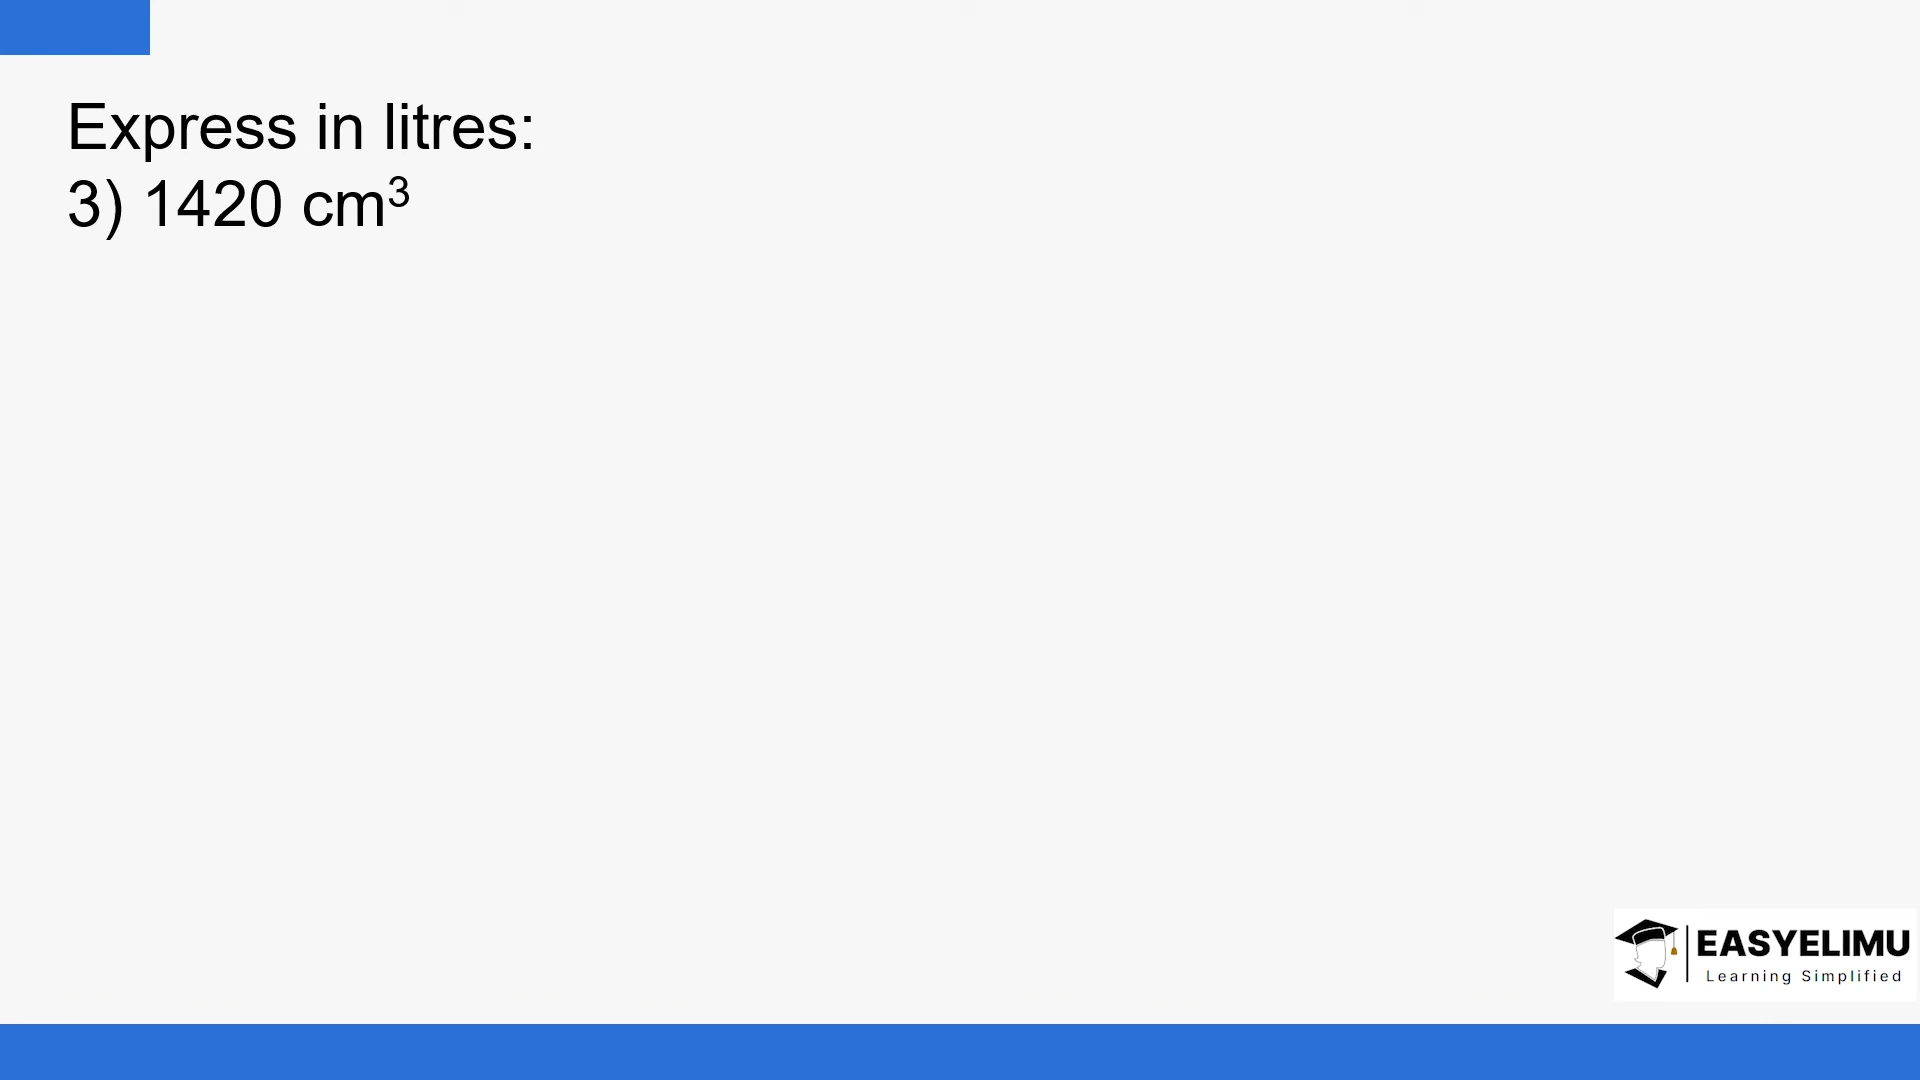 Express in litres:
3) 1420 cm³
EASYELIMU
Learning Simplified